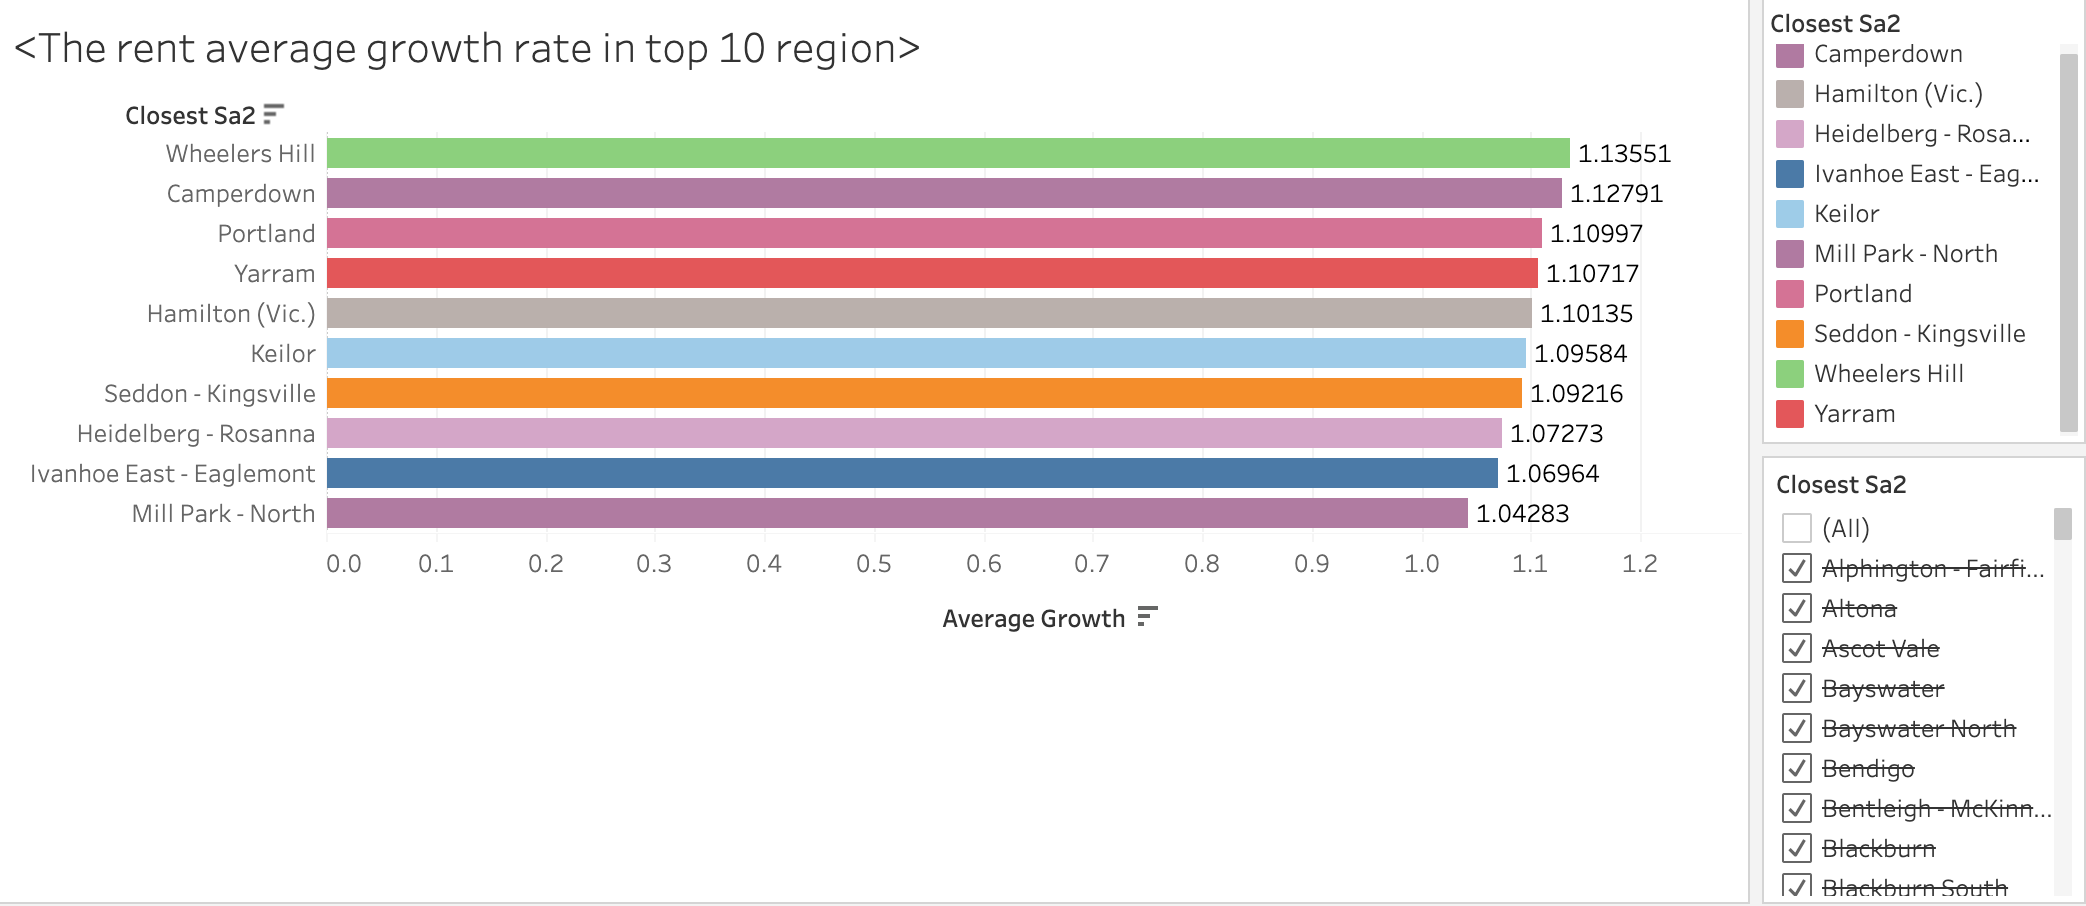 <The rent average growth rate in top 10 region>
Closest Sa2
Wheelers Hill 1.13551
Camperdown 1.12791
Portland 1.10997
Yarram 1.10717
Hamilton (Vic.) 1.10135
Keilor 1.09584
Seddon - Kingsville 1.09216
Heidelberg - Rosanna 1.07273
Ivanhoe East - Eaglemont 1.06964
Mill Park - North 1.04283
0.0 0.1 0.2 0.3 0.4 0.5 0.6 0.7 0.8 0.9 1.0 1.1 1.2
Average Growth
Closest Sa2
Camperdown
Hamilton (Vic.)
Heidelberg - Rosa...
Ivanhoe East - Eag...
Keilor
Mill Park - North
Portland
Seddon - Kingsville
Wheelers Hill
Yarram
Closest Sa2
(All)
Alphington - Fairfi...
Altona
Ascot Vale
Bayswater
Bayswater North
Bendigo
Bentleigh - McKinn...
Blackburn
Blackburn South